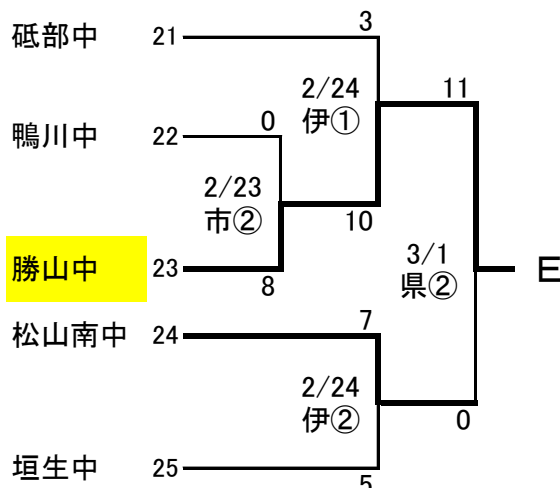 砥部中 21 3
2/24 11
伊①
鴨川中 22 0
2/23
市② 10
勝山中 23 8
3/1
県② E
松山南中 24 7
2/24
伊② 0
垣生中 25 5